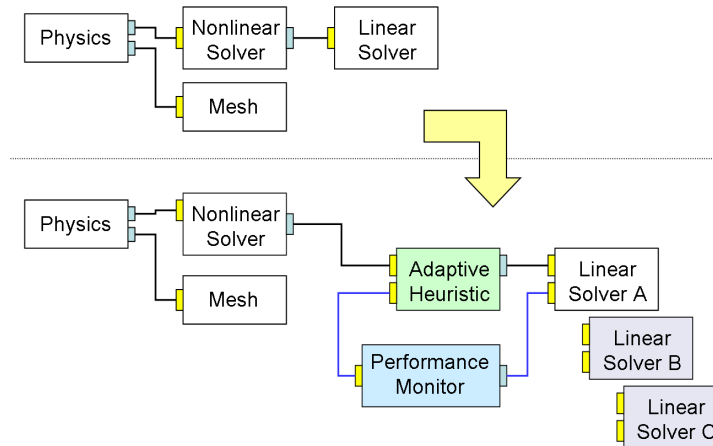 Physics
Nonlinear
Solver
Linear
Solver
Mesh
Physics
Nonlinear
Solver
Mesh
Adaptive
Heuristic
Linear
Solver A
Performance
Monitor
Linear
Solver B
Linear
Solver C